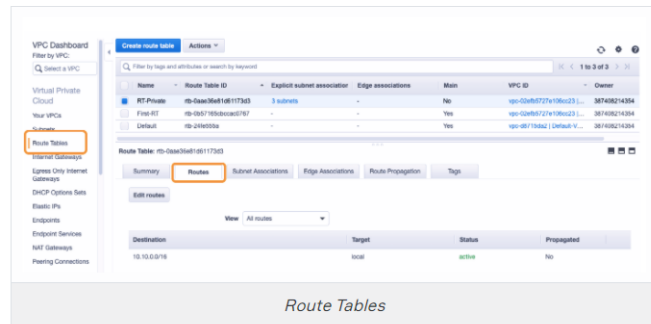 VPC Dashboard
Filter by VPC:
Select a VPC
Virtual Private
Cloud
Your VPCs
Subnets
Route Tables
Internet Gateways
Egress Only Internet
Gateways
DHCP Options Sets
Elastic IPs
Endpoints
Endpoint Services
NAT Gateways
Peering Connections
Create route table Actions
Filter by tags and attributes or search by keyword 1 to 3 of 3
Name Route Table ID Explicit subnet association Edge associations Main VPC ID Owner
RT-Private 3 subnets - No 387408214354
First-RT - - Yes 387408214354
Default - - Yes 387408214354
Route Table:
Summary Routes Subnet Associations Edge Associations Route Propagation Tags
Edit routes
View All routes
Destination Target Status Propagated
10.10.0.0/16 local active No
Route Tables